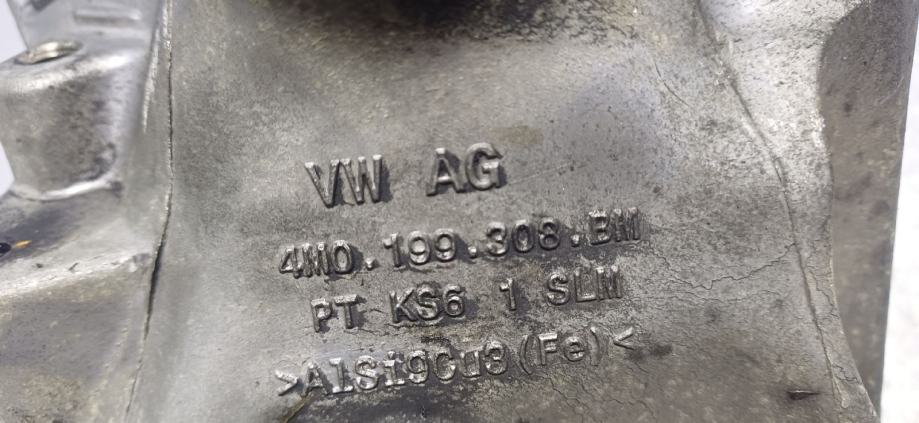 VW AG
4M0.199.308.BM
PT KS6 1 SLM
>AlSi9Cu3(Fe)<